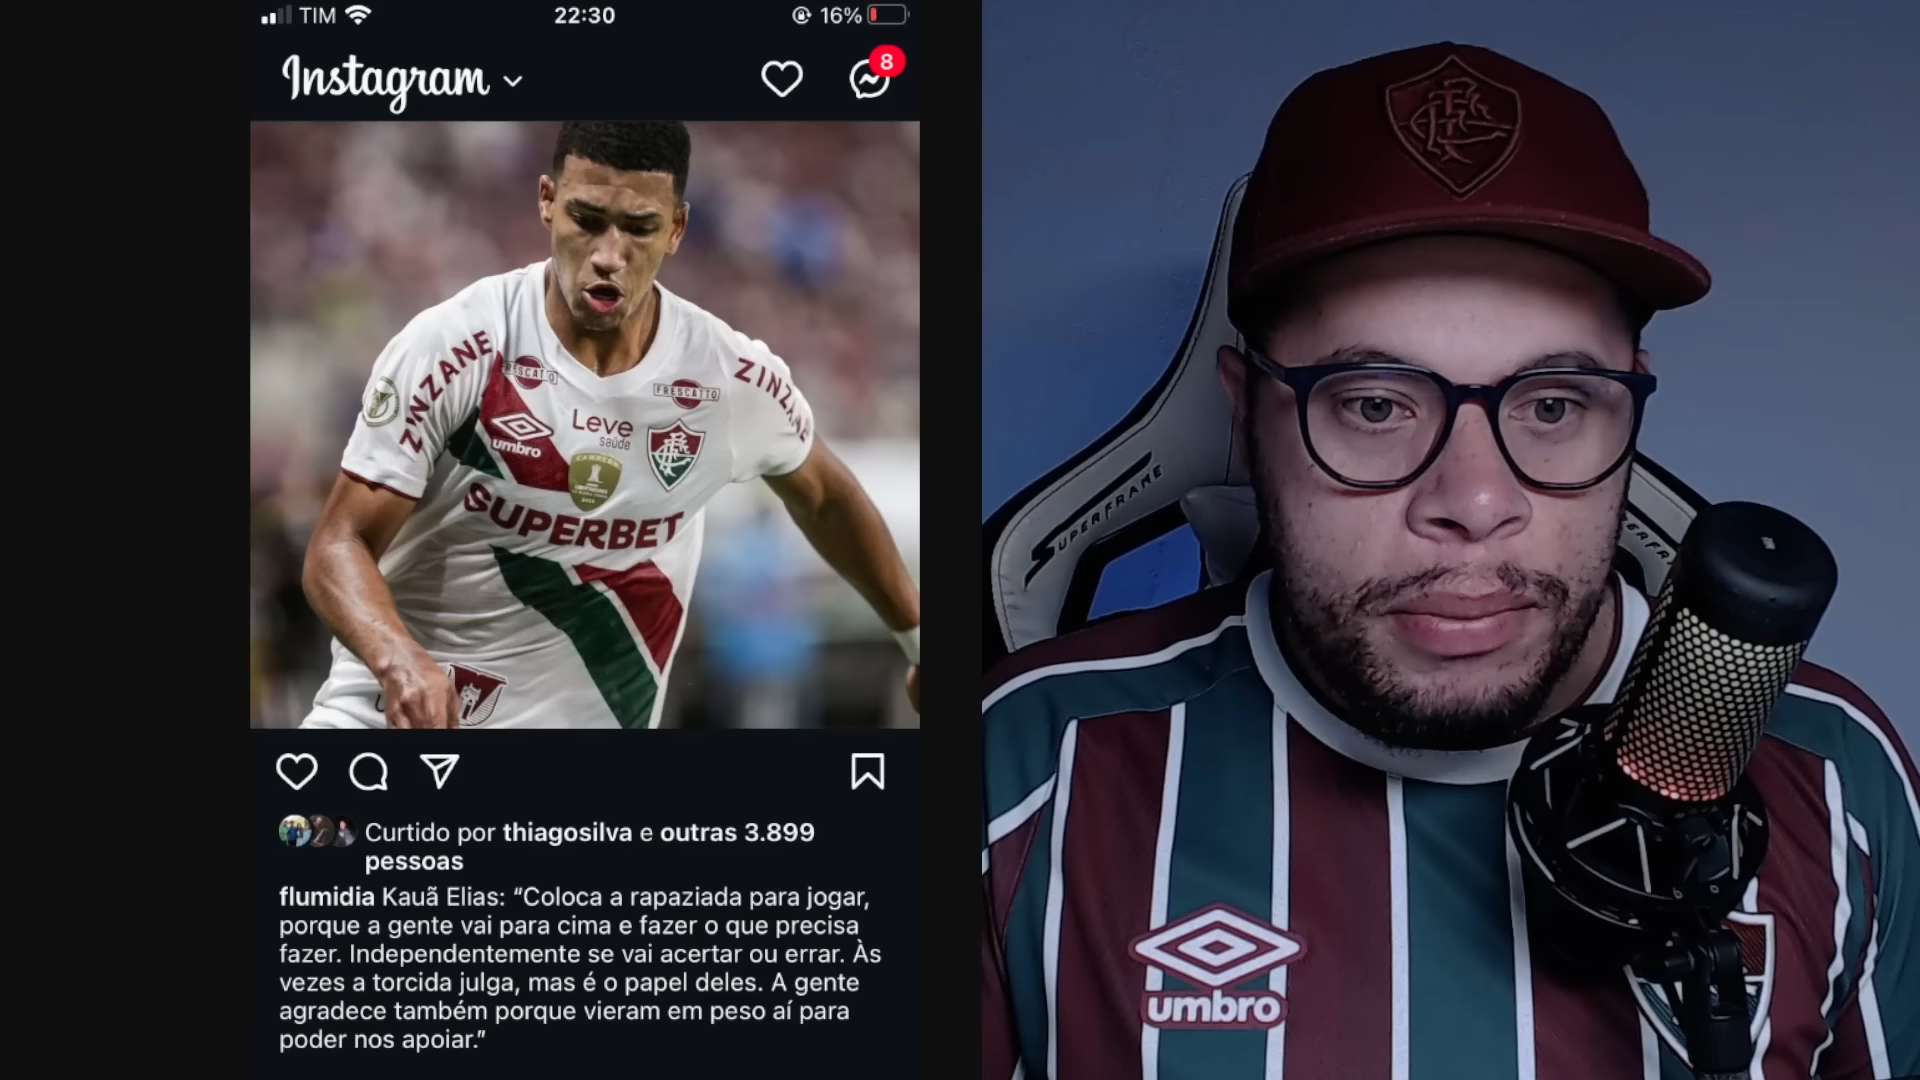 TIM 22:30 16%
Instagram 8
ZINZANE ZINZANE
FRESCATTO FRESCATTO
Leve
saúde
umbro
SUPERBET
Curtido por thiagosilva e outras 3.899
pessoas
flumidia Kauã Elias: “Coloca a rapaziada para jogar,
porque a gente vai para cima e fazer o que precisa
fazer. Independentemente se vai acertar ou errar. Às
vezes a torcida julga, mas é o papel deles. A gente
agradece também porque vieram em peso aí para
poder nos apoiar.”
SUPERFRAME
umbro